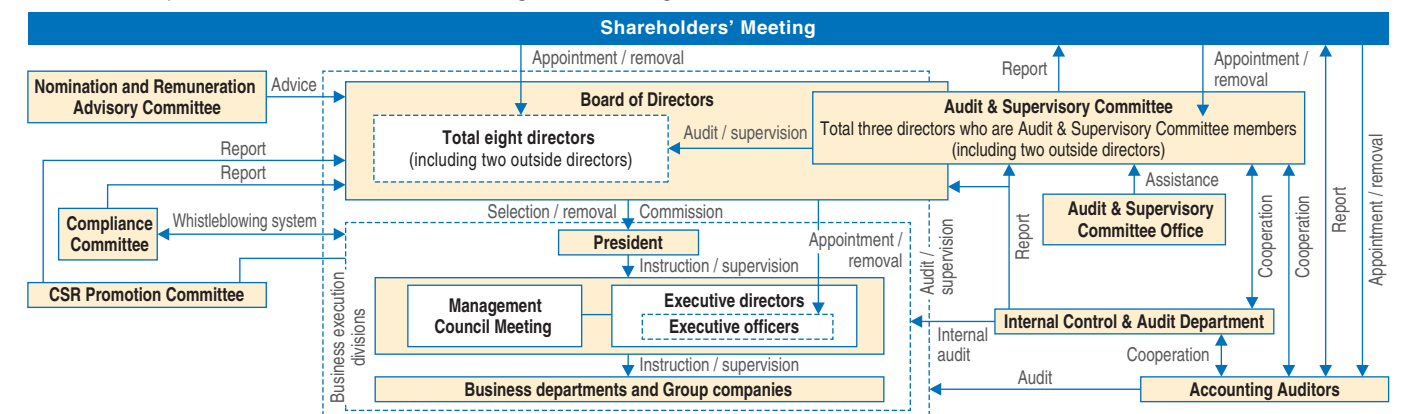 Shareholders' Meeting
Appointment / removal
Report
Appointment /
removal
Nomination and Remuneration
Advisory Committee
Advice
Board of Directors
Total eight directors
(including two outside directors)
Audit / supervision
Audit & Supervisory Committee
Total three directors who are Audit & Supervisory Committee members
(including two outside directors)
Report
Report
Assistance
Audit & Supervisory
Committee Office
Compliance
Committee
Whistleblowing system
Selection / removal
Commission
President
Appointment /
removal
Instruction / supervision
CSR Promotion Committee
Business execution
divisions
Management
Council Meeting
Executive directors
Executive officers
Audit /
supervision
Report
Cooperation
Cooperation
Report
Appointment / removal
Internal Control & Audit Department
Internal
audit
Cooperation
Instruction / supervision
Business departments and Group companies
Audit
Accounting Auditors